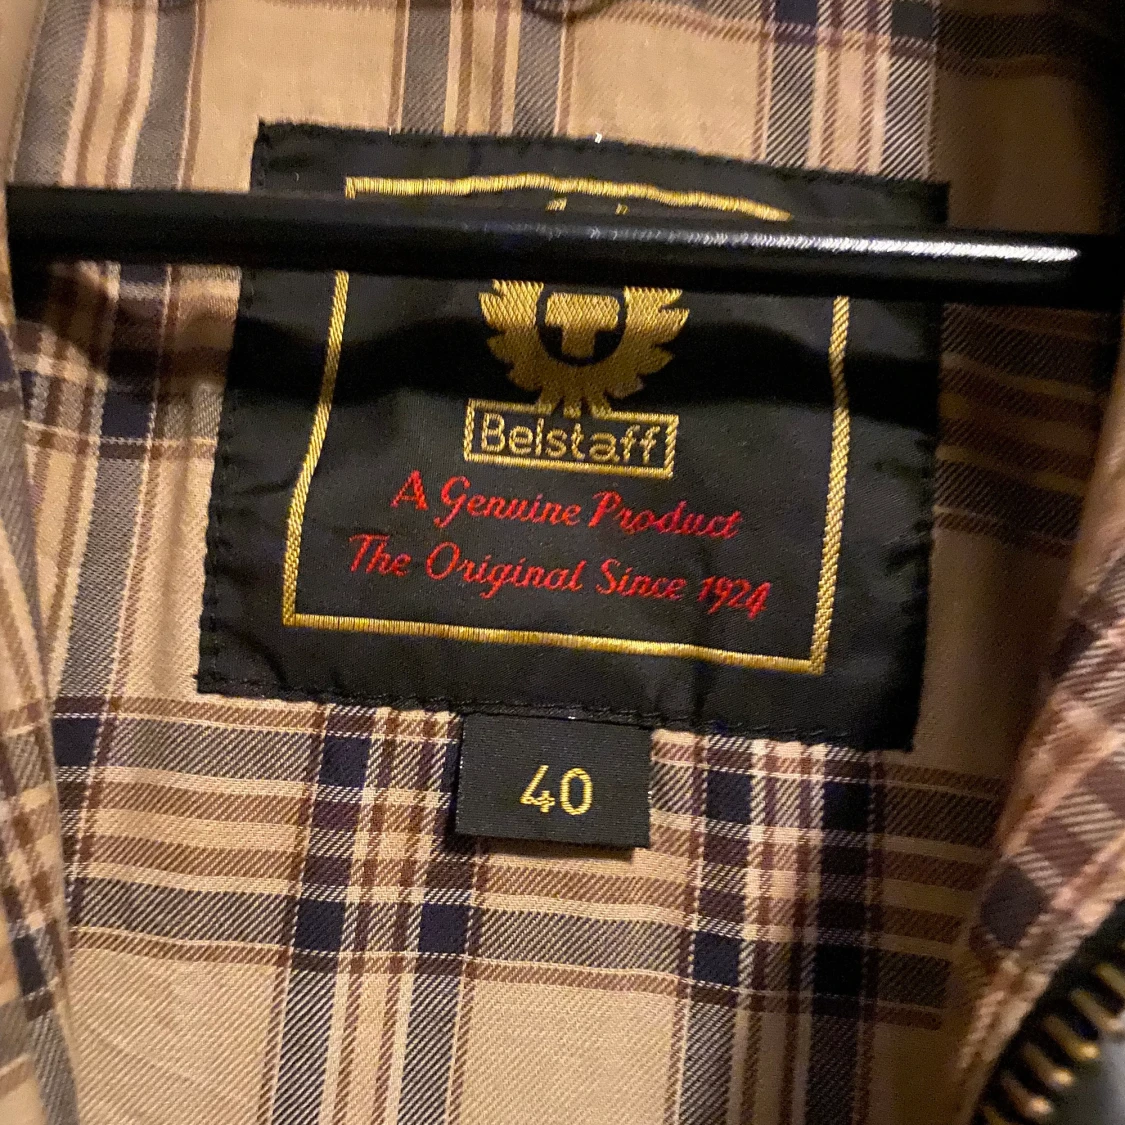 Belstaff
A Genuine Product
The Original Since 1924
40